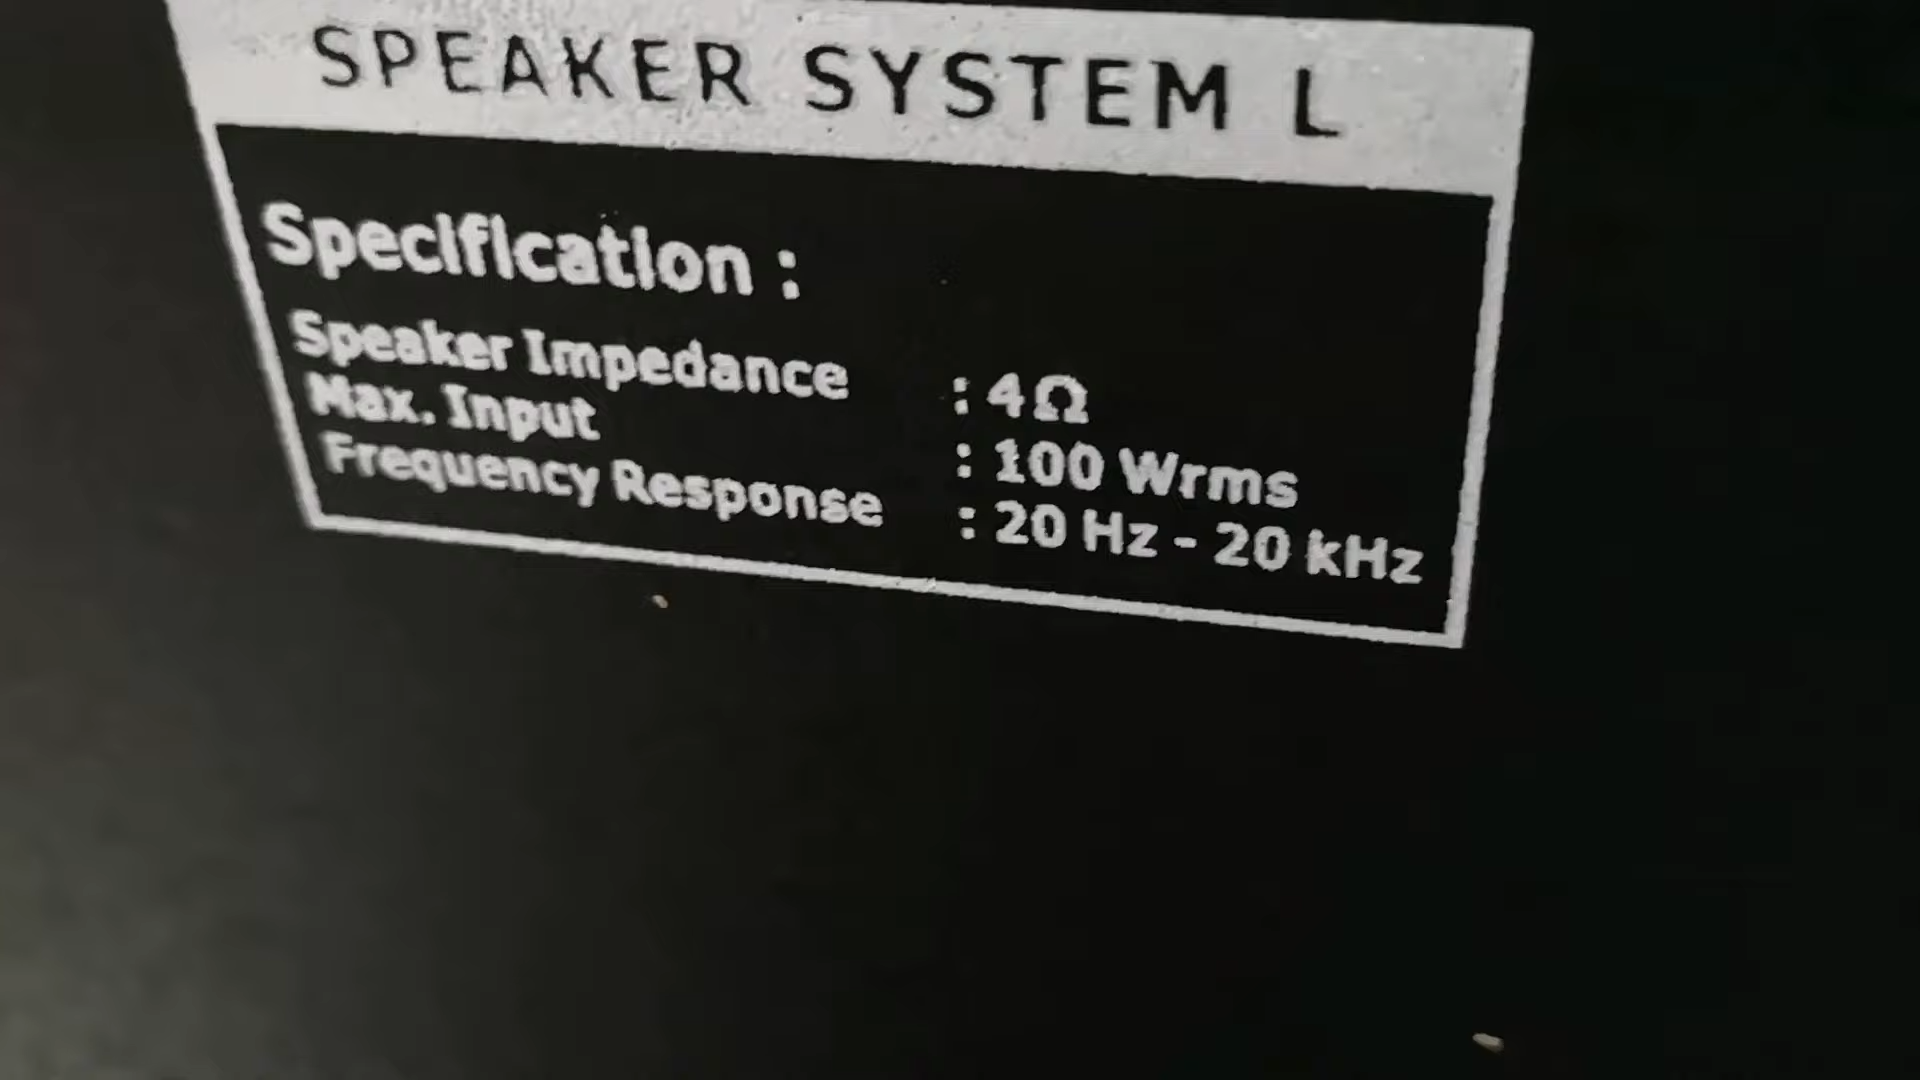 SPEAKER SYSTEM L
Specification :
Speaker Impedance : 4Ω
Max. Input : 100 Wrms
Frequency Response : 20 Hz - 20 kHz